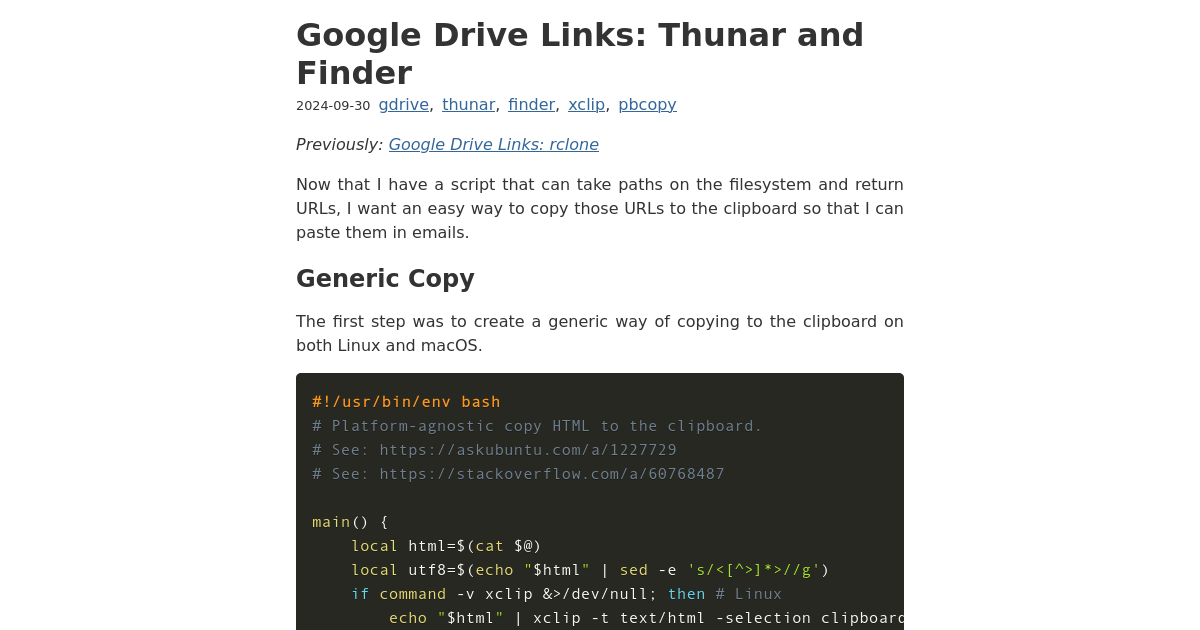 Google Drive Links: Thunar and
Finder
2024-09-30 gdrive, thunar, finder, xclip, pbcopy
Previously: Google Drive Links: rclone
Now that I have a script that can take paths on the filesystem and return
URLs, I want an easy way to copy those URLs to the clipboard so that I can
paste them in emails.
Generic Copy
The first step was to create a generic way of copying to the clipboard on
both Linux and macOS.
#!/usr/bin/env bash
# Platform-agnostic copy HTML to the clipboard.
# See: https://askubuntu.com/a/1227729
# See: https://stackoverflow.com/a/60768487
main() {
    local html=$(cat $@)
    local utf8=$(echo "$html" | sed -e 's/<[^>]*>//g')
    if command -v xclip &>/dev/null; then # Linux
        echo "$html" | xclip -t text/html -selection clipboard